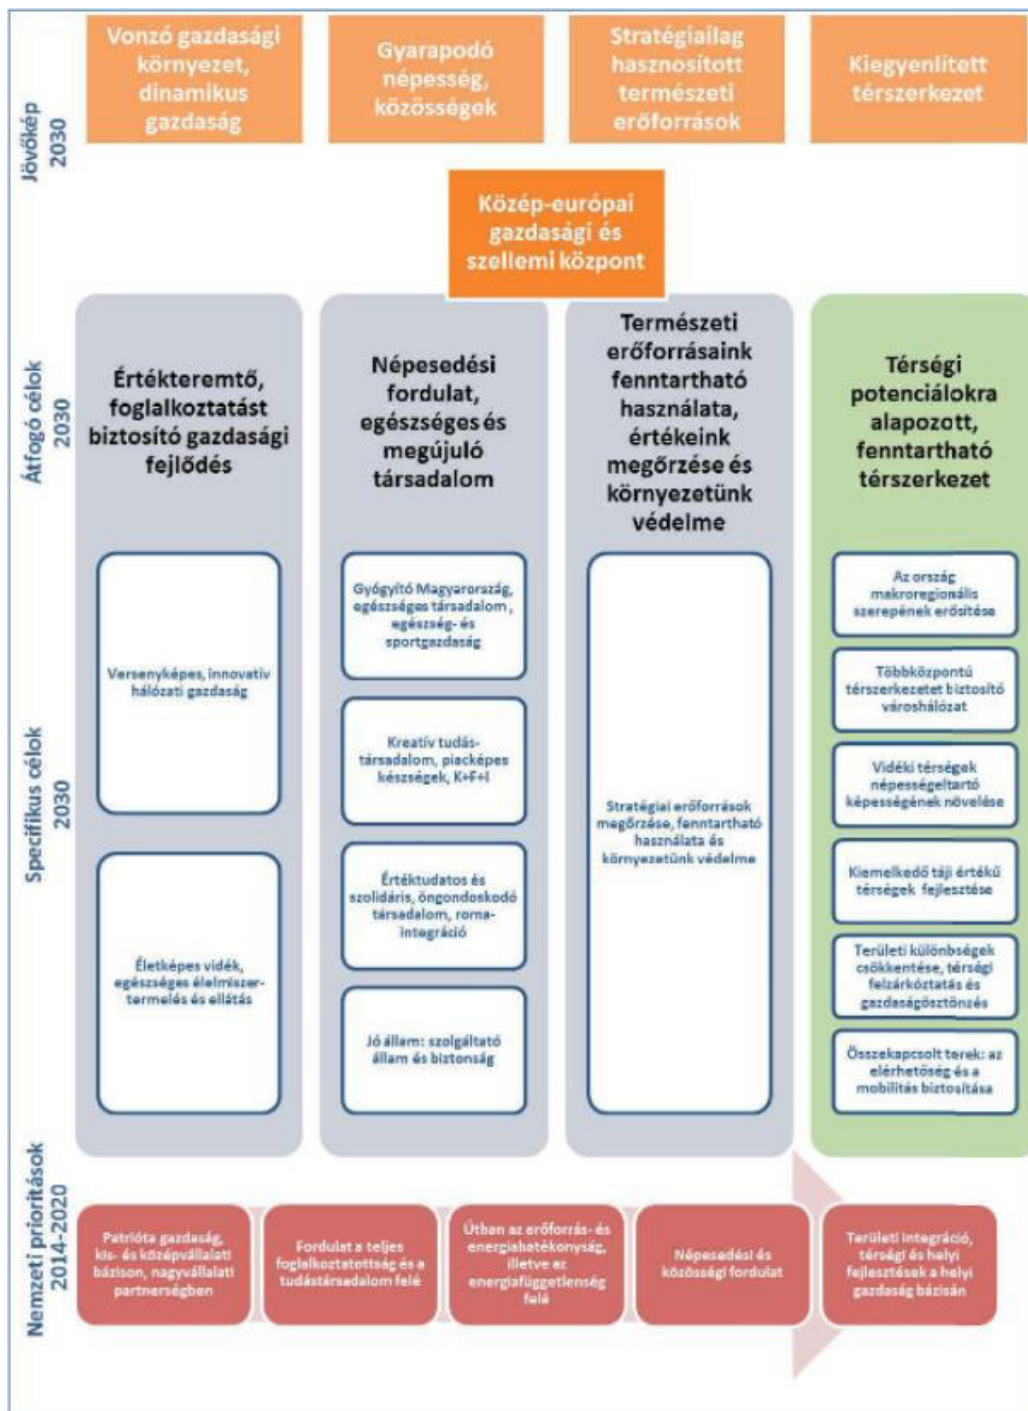 Jövőkép
2030
Vonzó gazdasági
környezet,
dinamikus
gazdaság
Gyarapodó
népesség,
közösségek
Stratégiailag
hasznosított
természeti
erőforrások
Kiegyenlített
térszerkezet
Közép-európai
gazdasági és
szellemi központ
Átfogó célok
2030
Értékteremtő,
foglalkoztatást
biztosító gazdasági
fejlődés
Népesedési
fordulat,
egészséges és
megújuló
társadalom
Természeti
erőforrásaink
fenntartható
használata,
értékeink
megőrzése és
környezetünk
védelme
Térségi
potenciálokra
alapozott,
fenntartható
térszerkezet
Specifikus célok
2030
Versenyképes, innovatív
hálózati gazdaság
Életképes vidék,
egészséges élelmiszer-
termelés és ellátás
Gyógyító Magyarország,
egészséges társadalom ,
egészség- és
sportgazdaság
Kreatív tudás-
társadalom, piacképes
készségek, K+F+I
Értéktudatos és
szolidáris, öngondoskodó
társadalom, roma-
integráció
Jó állam: szolgáltató
állam és biztonság
Stratégiai erőforrások
megőrzése, fenntartható
használata és
környezetünk védelme
Az ország
makroregionális
szerepének erősítése
Többközpontú
térszerkezetet biztosító
városhálózat
Vidéki térségek
népességeltartó
képességének növelése
Kiemelkedő táji értékű
térségek fejlesztése
Területi különbségek
csökkentése, térségi
felzárkóztatás és
gazdaságösztönzés
Összekapcsolt terek: az
elérhetőség és a
mobilitás biztosítása
Nemzeti prioritások
2014-2020
Patrióta gazdaság,
kis- és középvállalati
bázison, nagyvállalati
partnerségben
Fordulat a teljes
foglalkoztatottság és a
tudástársadalom felé
Útban az erőforrás- és
energiahatékonyság,
illetve az
energiafüggetlenség
felé
Népesedési és
közösségi fordulat
Területi integráció,
térségi és helyi
fejlesztések a helyi
gazdaság bázisán